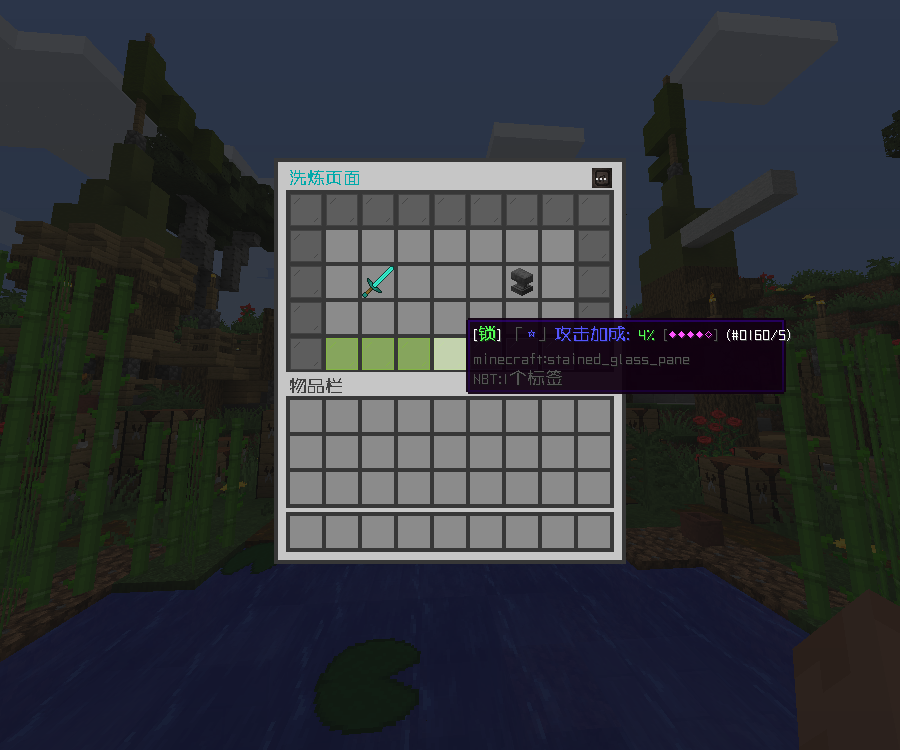 洗炼页面
[锁] 「☆」攻击加成: 4% [◆◆◆◆◇] (#0160/5)
minecraft:stained_glass_pane
NBT:1个标签
物品栏